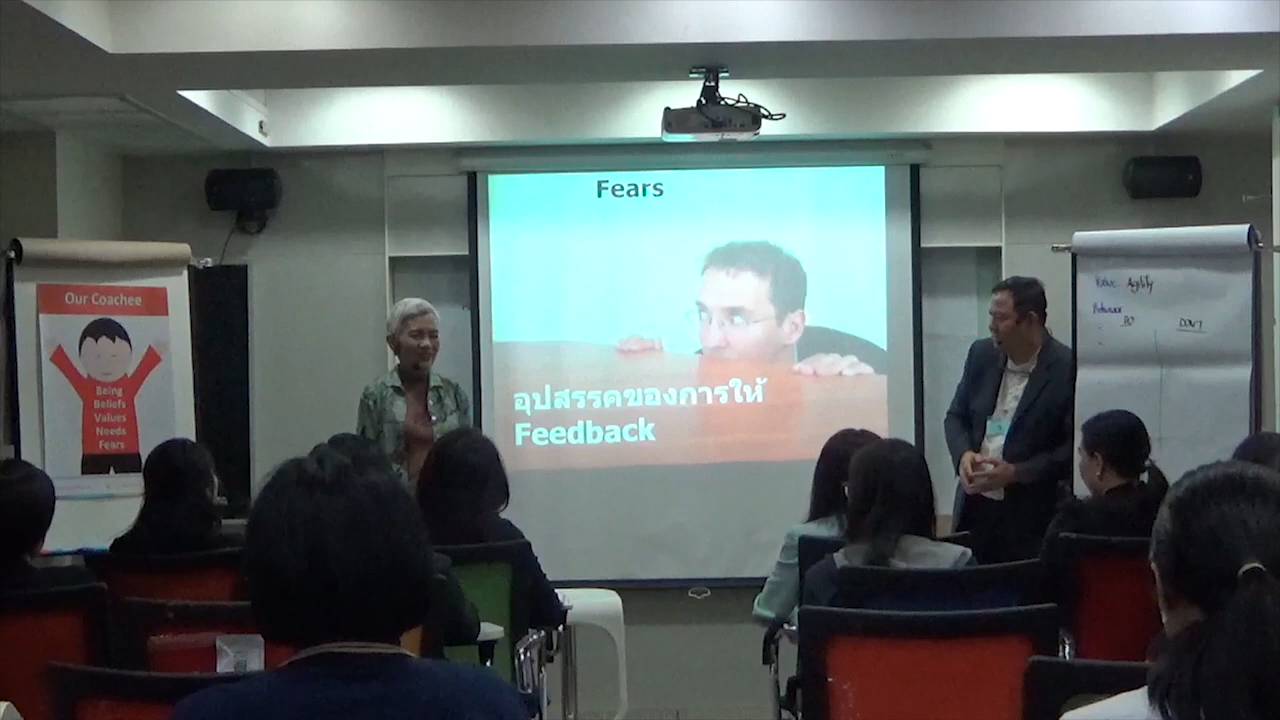 Fears
อุปสรรคของการให้
Feedback
Our Coachee
Being
Beliefs
Values
Needs
Fears
Agility
DO DON'T